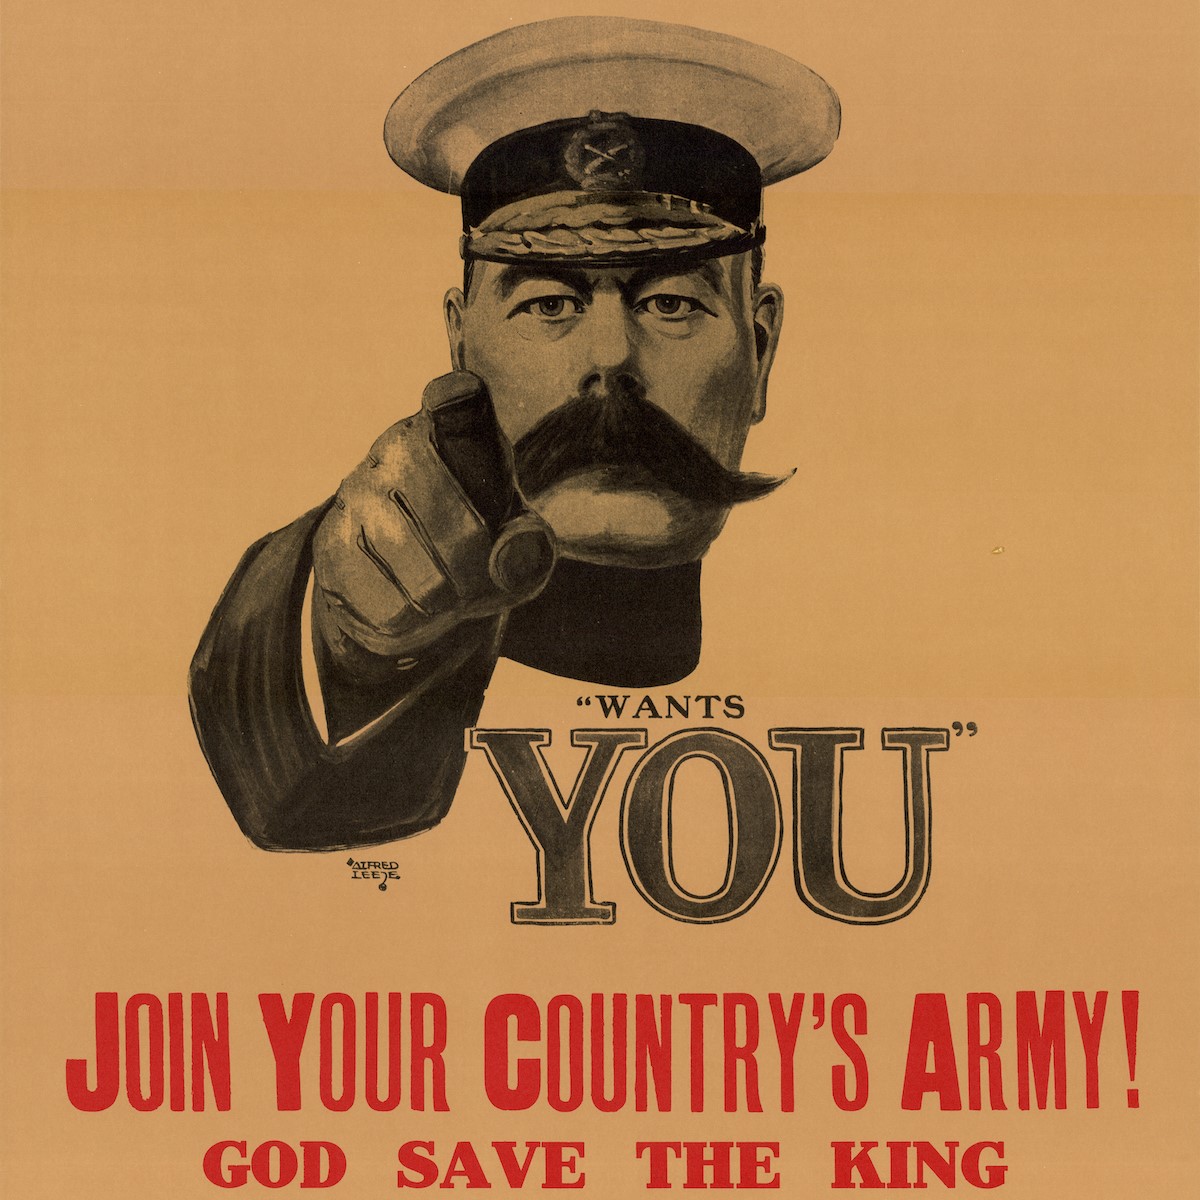 “WANTS
YOU”
ALFRED
LEETE
JOIN YOUR COUNTRY'S ARMY!
GOD SAVE THE KING